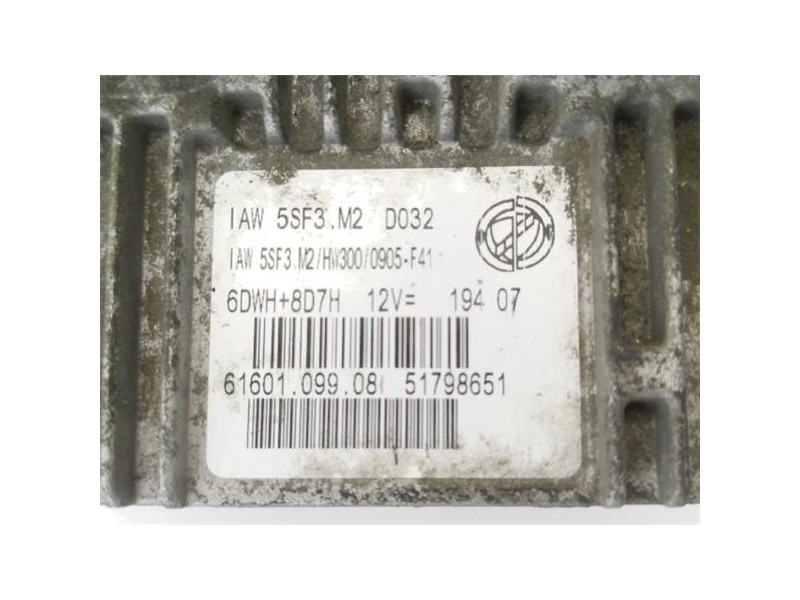 IAW 5SF3.M2 D032
IAW 5SF3.M2/HW300/0905-F41
6DWH+8D7H 12V= 194 07
61601.099.08 51798651